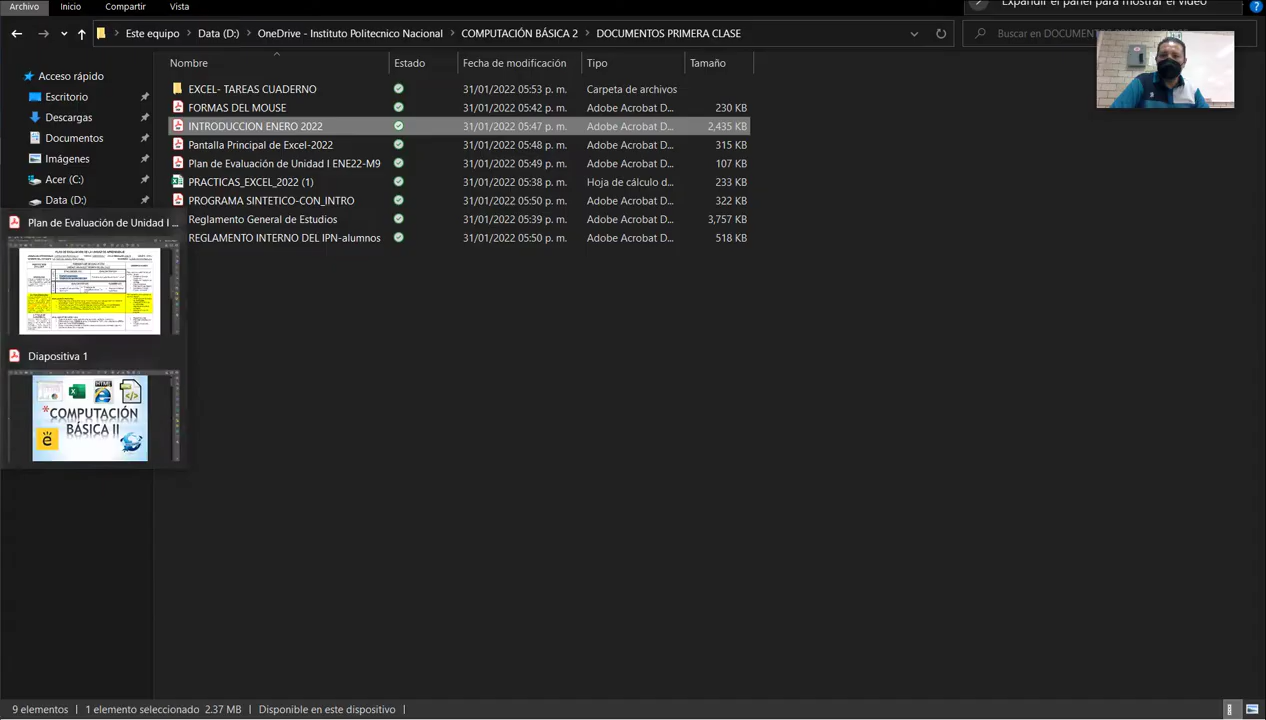 Archivo Inicio Compartir Vista
Expandir el panel para mostrar el video
Este equipo Data (D:) OneDrive - Instituto Politecnico Nacional COMPUTACIÓN BÁSICA 2 DOCUMENTOS PRIMERA CLASE
Buscar en DOCUMENTOS
Nombre Estado Fecha de modificación Tipo Tamaño
Acceso rápido
Escritorio
Descargas
Documentos
Imágenes
Acer (C:)
Data (D:)
EXCEL- TAREAS CUADERNO 31/01/2022 05:53 p. m. Carpeta de archivos
FORMAS DEL MOUSE 31/01/2022 05:42 p. m. Adobe Acrobat D... 230 KB
INTRODUCCION ENERO 2022 31/01/2022 05:47 p. m. Adobe Acrobat D... 2,435 KB
Pantalla Principal de Excel-2022 31/01/2022 05:48 p. m. Adobe Acrobat D... 315 KB
Plan de Evaluación de Unidad I ENE22-M9 31/01/2022 05:49 p. m. Adobe Acrobat D... 107 KB
PRACTICAS_EXCEL_2022 (1) 31/01/2022 05:38 p. m. Hoja de cálculo d... 233 KB
PROGRAMA SINTETICO-CON_INTRO 31/01/2022 05:50 p. m. Adobe Acrobat D... 322 KB
Reglamento General de Estudios 31/01/2022 05:39 p. m. Adobe Acrobat D... 3,757 KB
REGLAMENTO INTERNO DEL IPN-alumnos 31/01/2022 05:50 p. m. Adobe Acrobat D... 518 KB
Plan de Evaluación de Unidad I ...
Diapositiva 1
HTML
*COMPUTACIÓN
BÁSICA II
9 elementos 1 elemento seleccionado 2.37 MB Disponible en este dispositivo